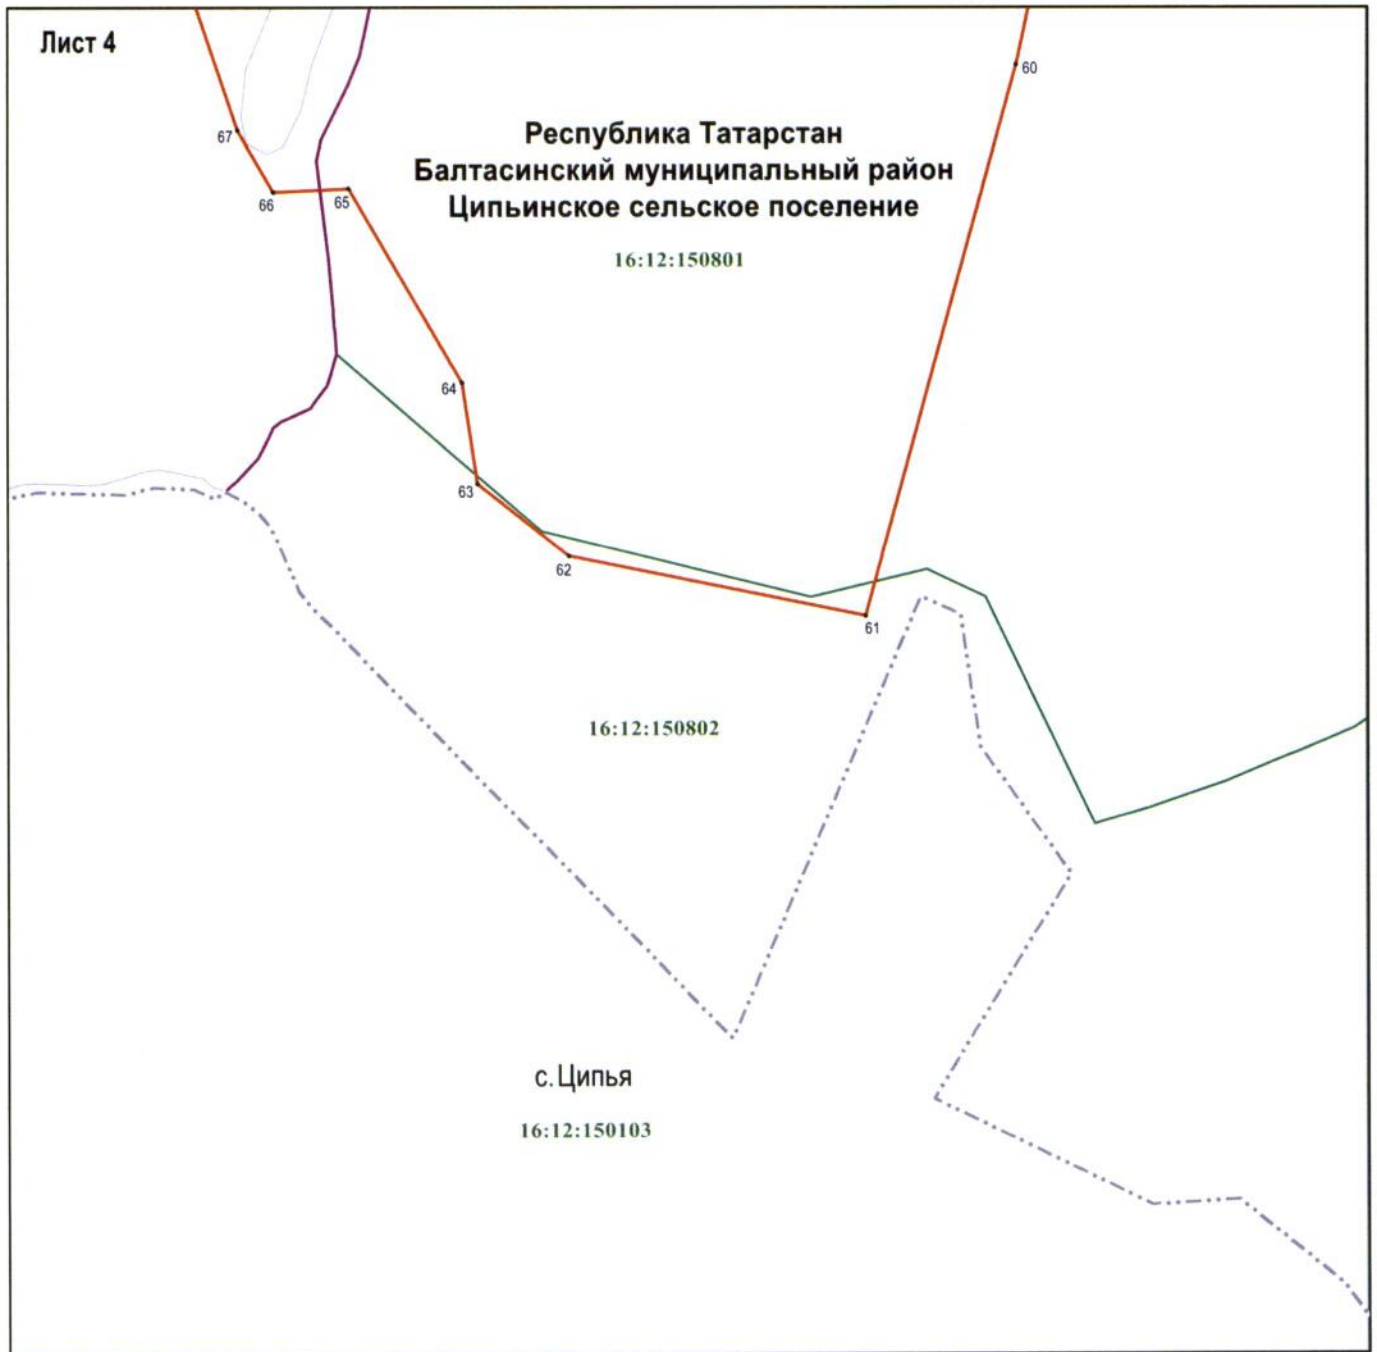 Лист 4
60
67
Республика Татарстан
Балтасинский муниципальный район
Ципьинское сельское поселение
66
65
16:12:150801
64
63
62
61
16:12:150802
с. Ципья
16:12:150103